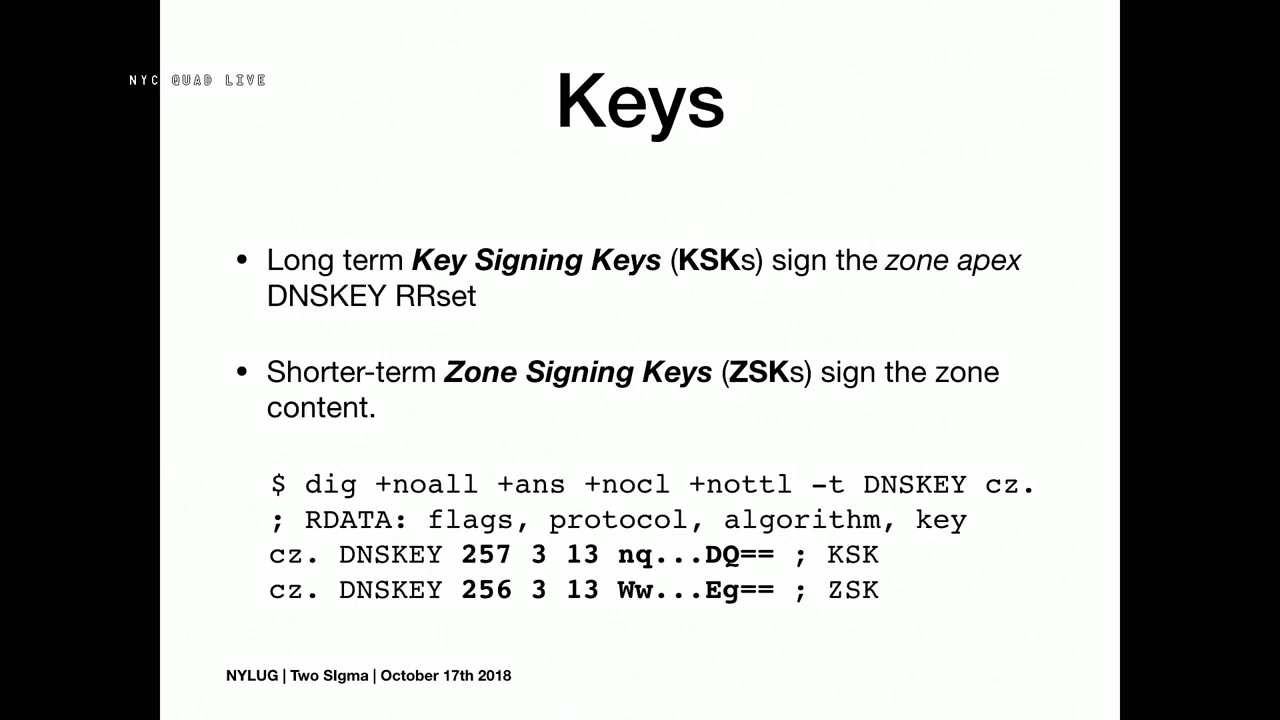 NYC QUAD LIVE
Keys
• Long term Key Signing Keys (KSKs) sign the zone apex
DNSKEY RRset
• Shorter-term Zone Signing Keys (ZSKs) sign the zone
content.
$ dig +noall +ans +nocl +nottl -t DNSKEY cz.
; RDATA: flags, protocol, algorithm, key
cz. DNSKEY 257 3 13 nq...DQ== ; KSK
cz. DNSKEY 256 3 13 Ww...Eg== ; ZSK
NYLUG | Two SIgma | October 17th 2018